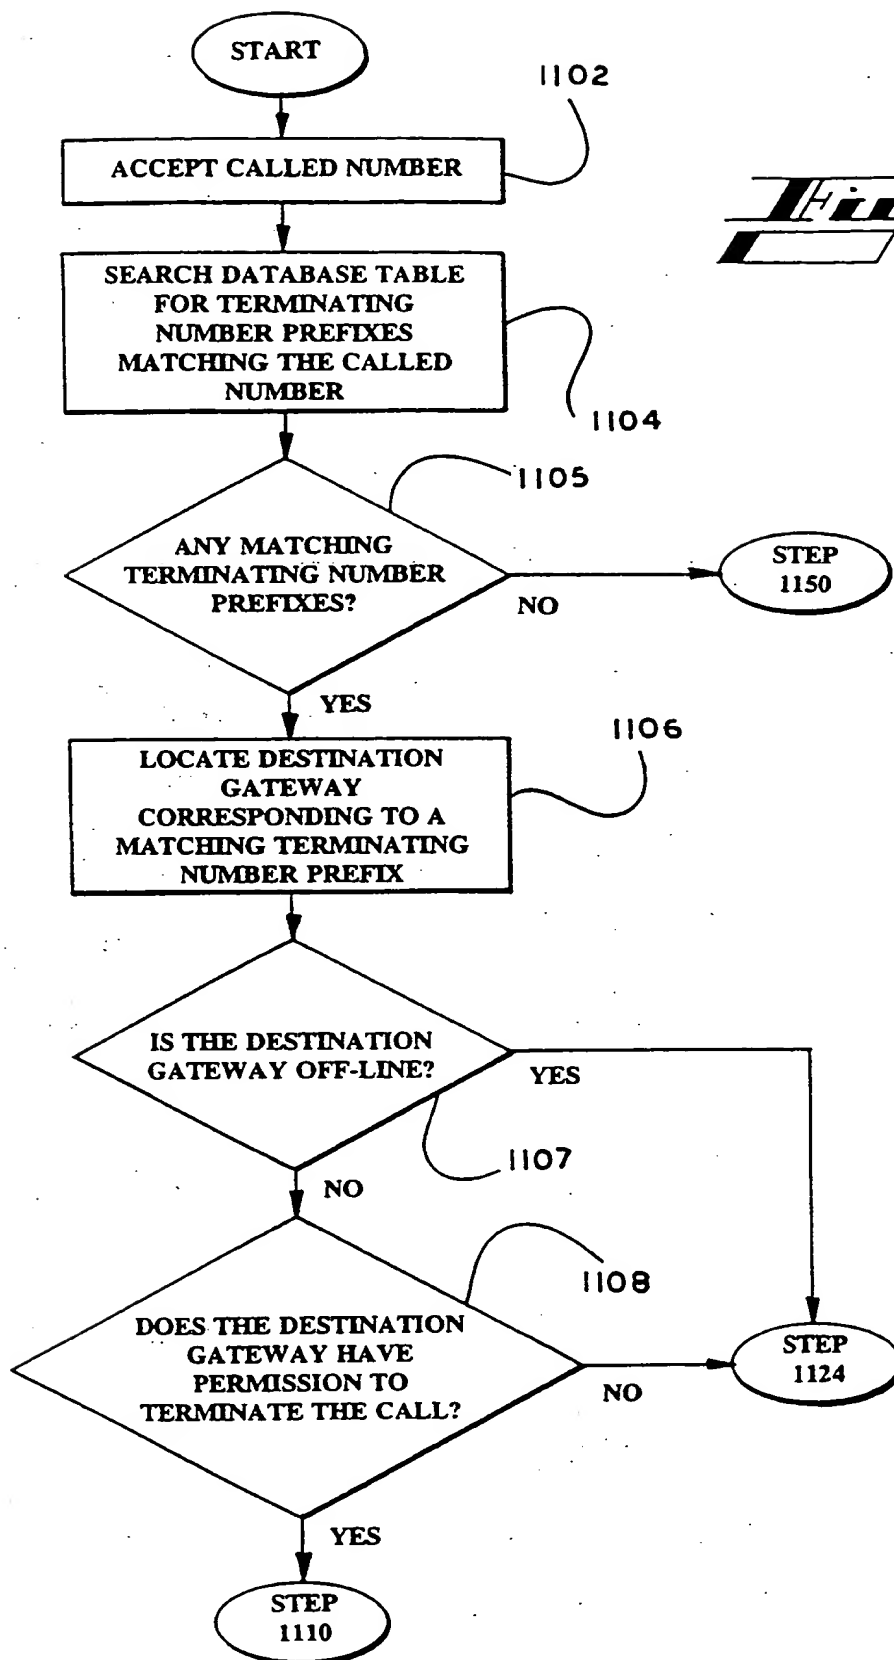 START
1102
ACCEPT CALLED NUMBER
SEARCH DATABASE TABLE
FOR TERMINATING
NUMBER PREFIXES
MATCHING THE CALLED
NUMBER
1104
1105
ANY MATCHING
TERMINATING NUMBER
PREFIXES?
NO
STEP
1150
YES
1106
LOCATE DESTINATION
GATEWAY
CORRESPONDING TO A
MATCHING TERMINATING
NUMBER PREFIX
IS THE DESTINATION
GATEWAY OFF-LINE?
YES
1107
NO
1108
DOES THE DESTINATION
GATEWAY HAVE
PERMISSION TO
TERMINATE THE CALL?
NO
STEP
1124
YES
STEP
1110